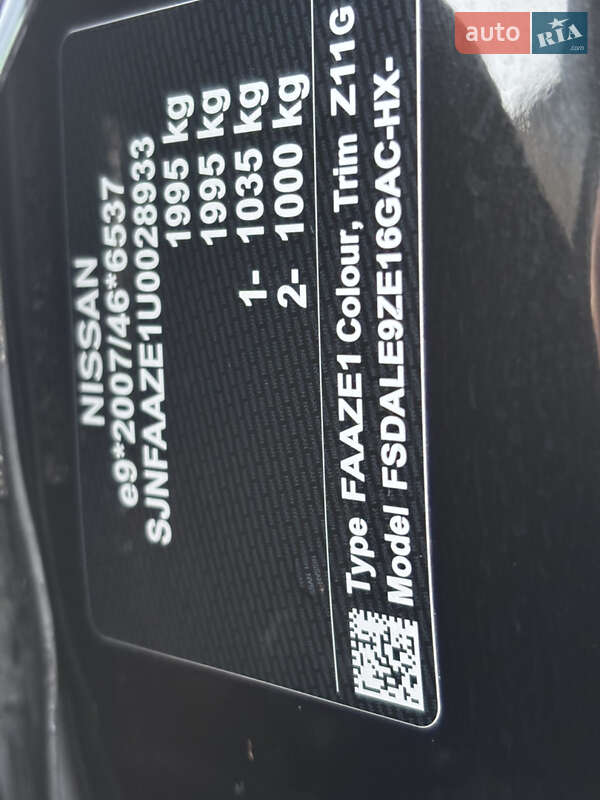 NISSAN
e9*2007/46*6537
SJNFAAZE1U0028933
1995 kg
1995 kg
1- 1035 kg
2- 1000 kg
Type FAAZE1 Colour, Trim Z11G
Model FSDALE9ZE16GAC-HX-
auto RIA.com